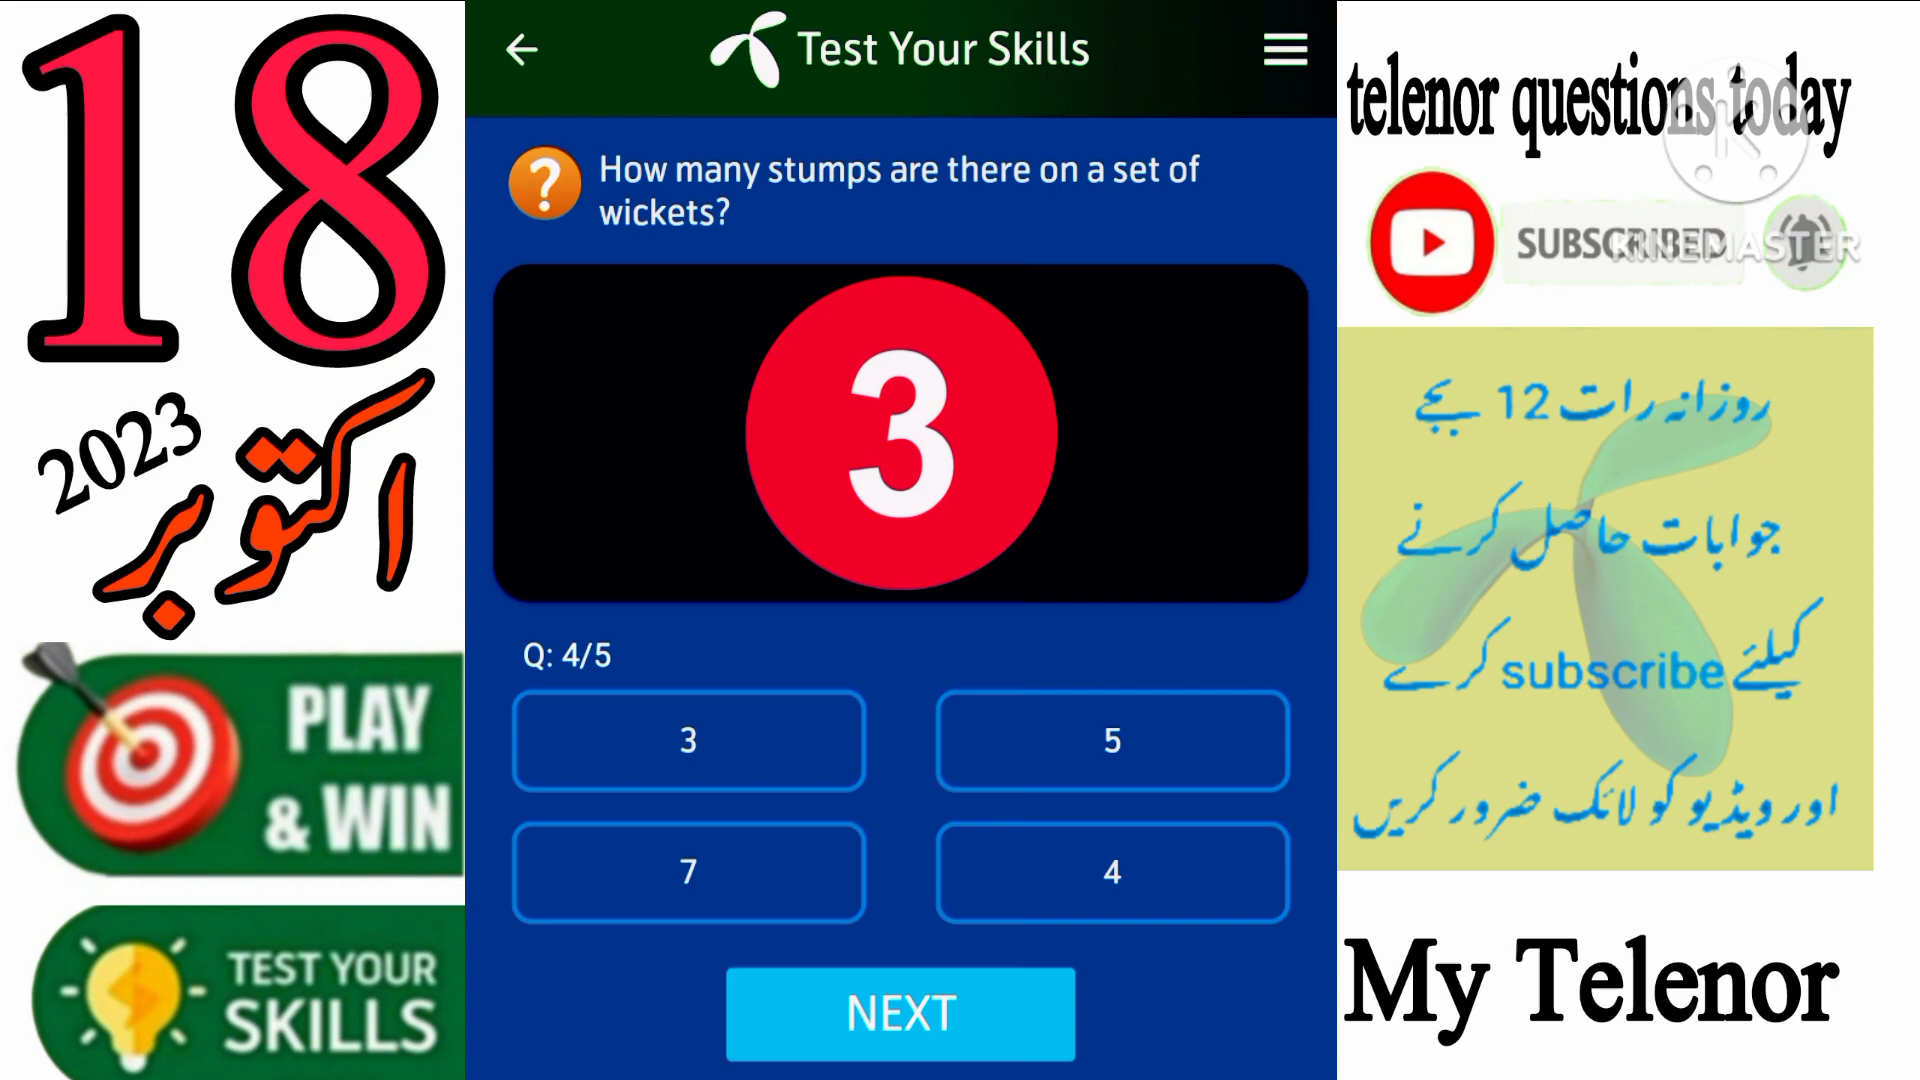 18
2023
اکتوبر
PLAY
& WIN
TEST YOUR
SKILLS
Test Your Skills
How many stumps are there on a set of
wickets?
3
Q: 4/5
3
5
7
4
NEXT
telenor questions today
SUBSCRIBED
KINEMASTER
روزانہ رات 12 بجے
جوابات حاصل کرنے
کیلئے subscribe کرے
اور ویڈیو کو لائک ضرور کریں
My Telenor